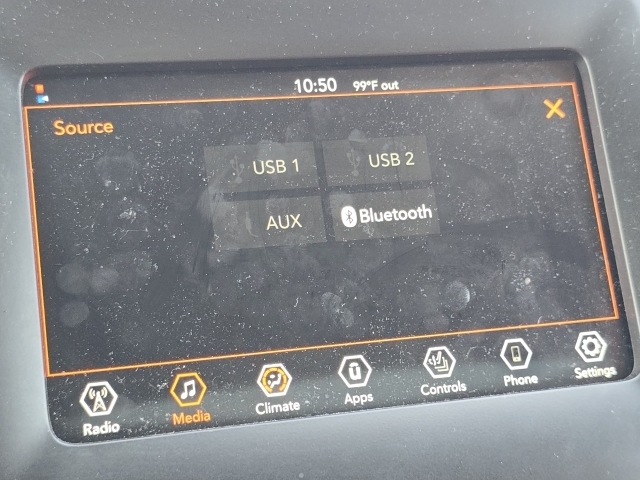 10:50 99°F out
Source
USB 1 USB 2
AUX Bluetooth
Radio Media Climate Apps Controls Phone Settings